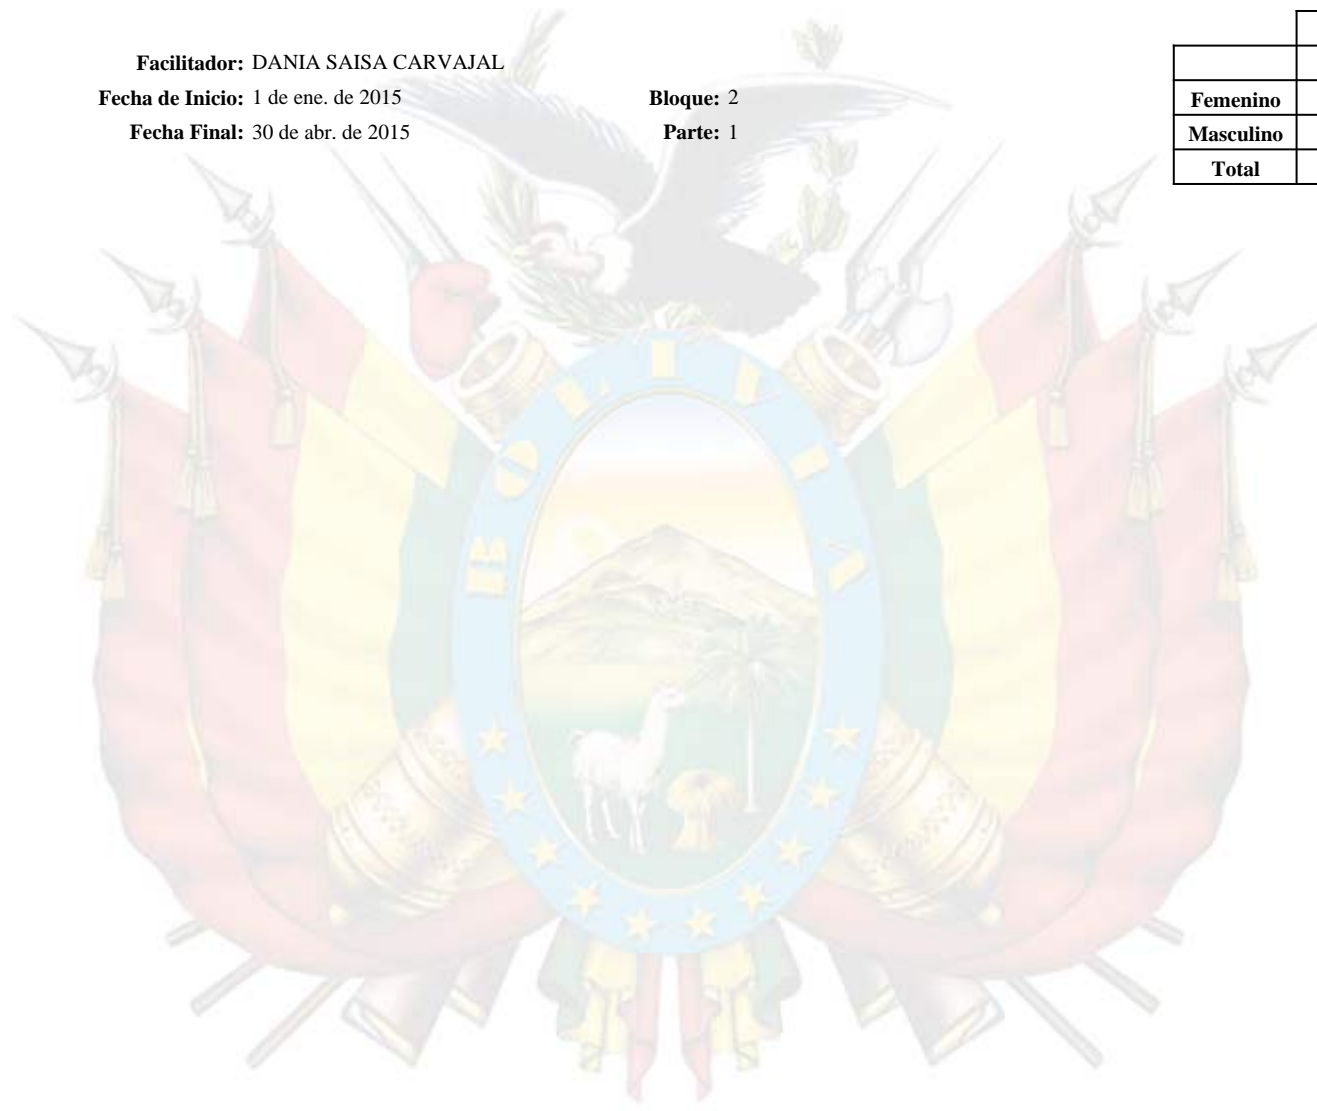 Facilitador: DANIA SAISA CARVAJAL
Fecha de Inicio: 1 de ene. de 2015 Bloque: 2
Fecha Final: 30 de abr. de 2015 Parte: 1
Femenino
Masculino
Total
BOLIVIA